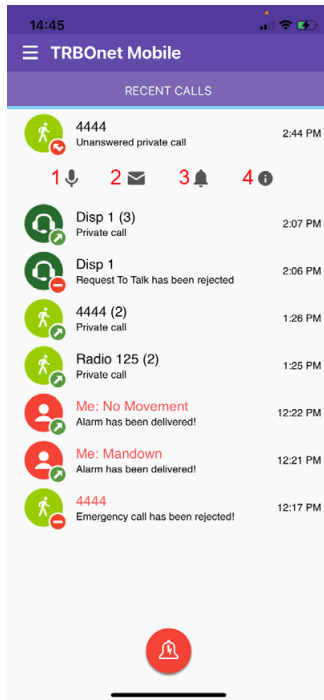 14:45
TRBOnet Mobile
RECENT CALLS
4444
Unanswered private call
2:44 PM
1 2 3 4
Disp 1 (3)
Private call
2:07 PM
Disp 1
Request To Talk has been rejected
2:06 PM
4444 (2)
Private call
1:26 PM
Radio 125 (2)
Private call
1:25 PM
Me: No Movement
Alarm has been delivered!
12:22 PM
Me: Mandown
Alarm has been delivered!
12:21 PM
4444
Emergency call has been rejected!
12:17 PM